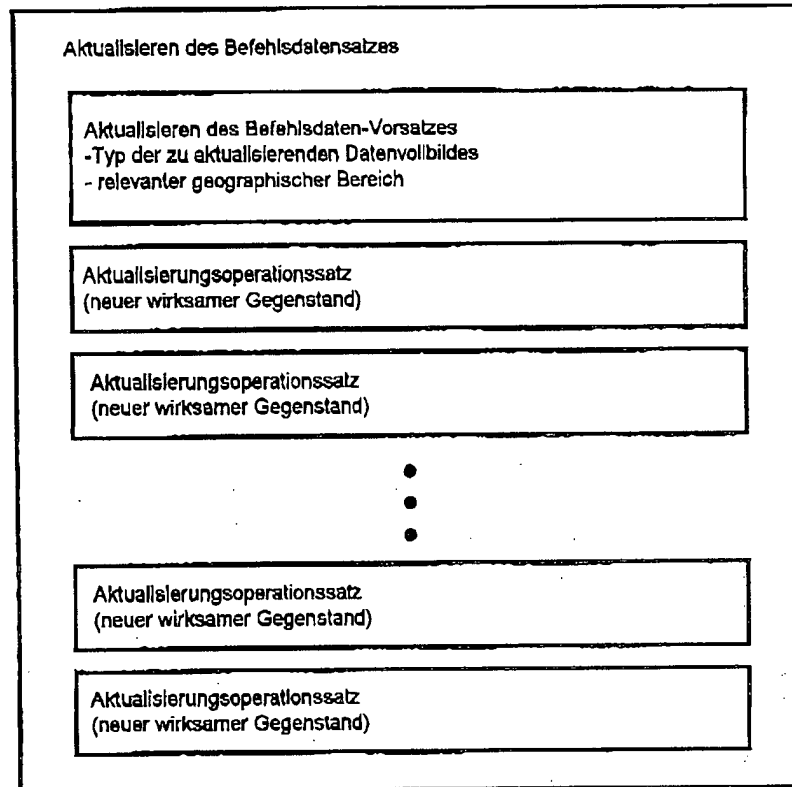 Aktualisieren des Befehlsdatensatzes
Aktualisieren des Befehlsdaten-Vorsatzes
-Typ der zu aktualisierenden Datenvollbildes
- relevanter geographischer Bereich
Aktualisierungsoperationssatz
(neuer wirksamer Gegenstand)
Aktualisierungsoperationssatz
(neuer wirksamer Gegenstand)
Aktualisierungsoperationssatz
(neuer wirksamer Gegenstand)
Aktualisierungsoperationssatz
(neuer wirksamer Gegenstand)